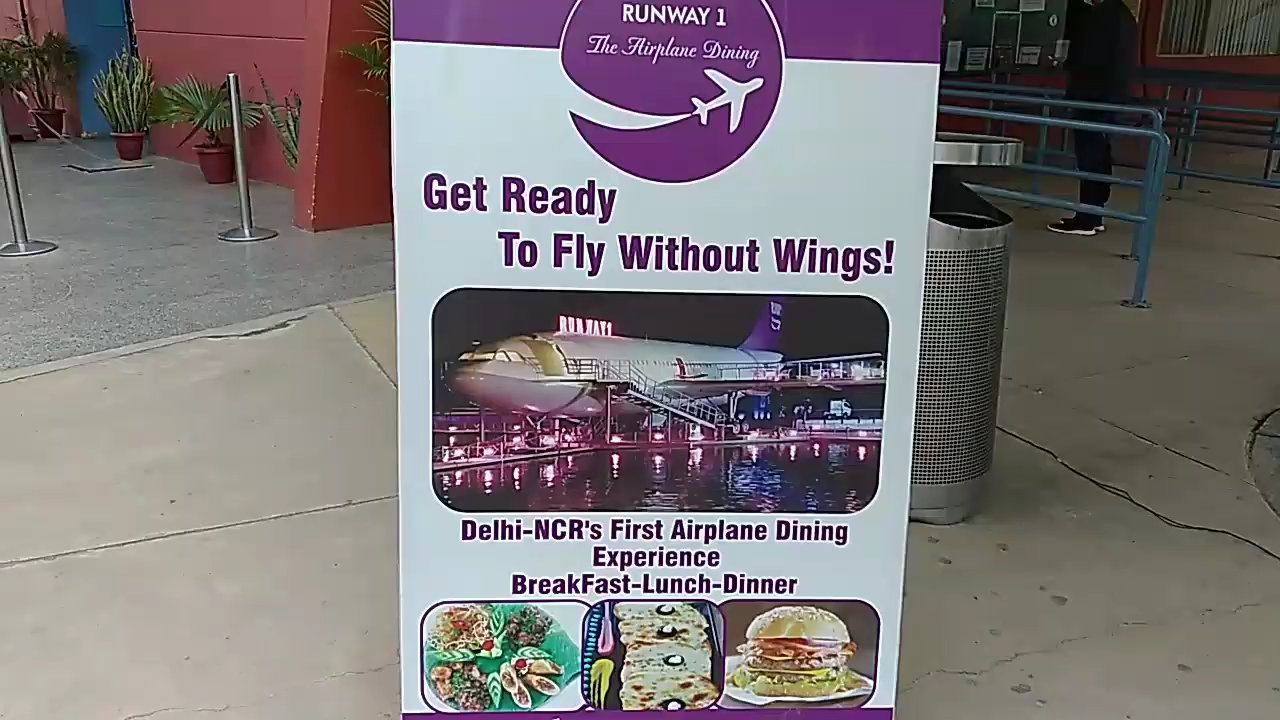 RUNWAY 1
The Airplane Dining
Get Ready
To Fly Without Wings!
RUNWAY1
Delhi-NCR's First Airplane Dining
Experience
BreakFast-Lunch-Dinner